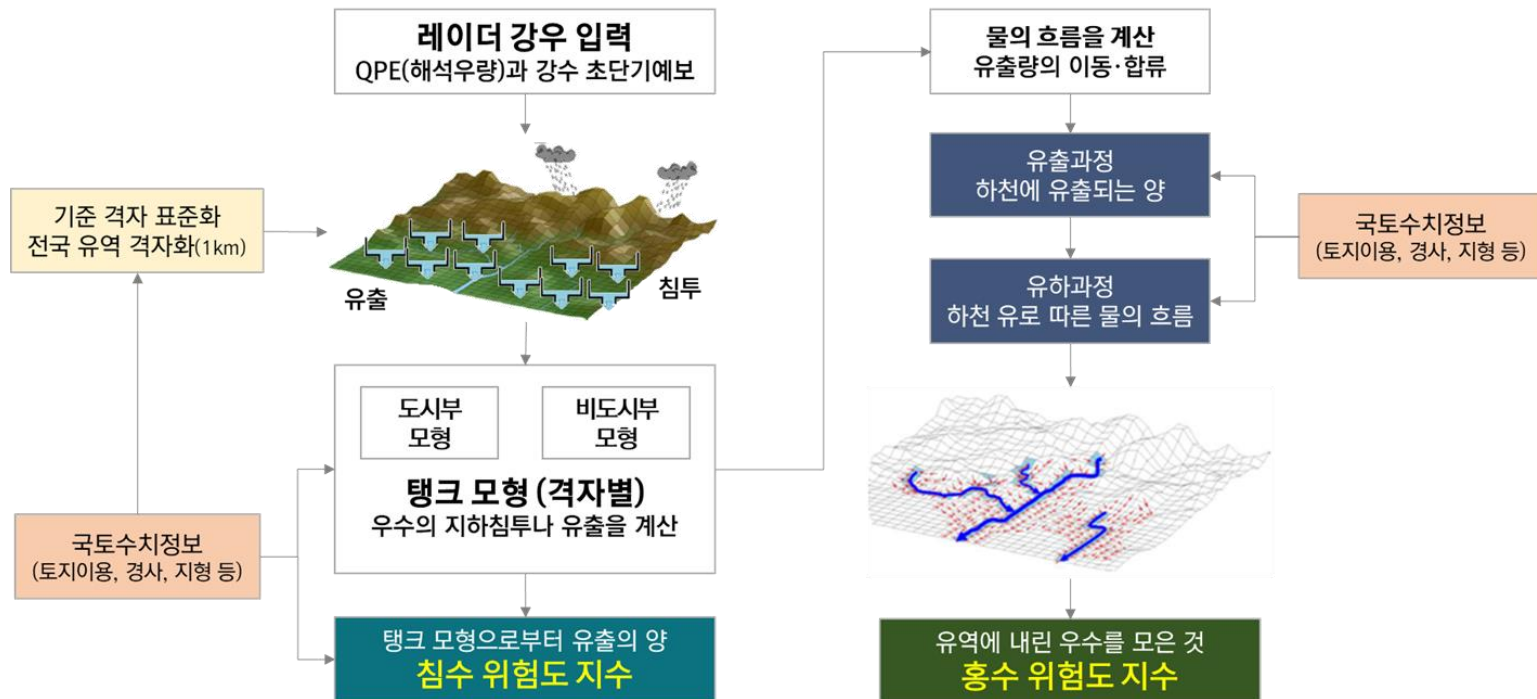 레이더 강우 입력
QPE(해석우량)과 강수 초단기예보
기준 격자 표준화
전국 유역 격자화(1km)
유출
침투
도시부
모형
비도시부
모형
탱크 모형 (격자별)
우수의 지하침투나 유출을 계산
국토수치정보
(토지이용, 경사, 지형 등)
탱크 모형으로부터 유출의 양
침수 위험도 지수
물의 흐름을 계산
유출량의 이동·합류
유출과정
하천에 유출되는 양
유하과정
하천 유로 따른 물의 흐름
국토수치정보
(토지이용, 경사, 지형 등)
유역에 내린 우수를 모은 것
홍수 위험도 지수